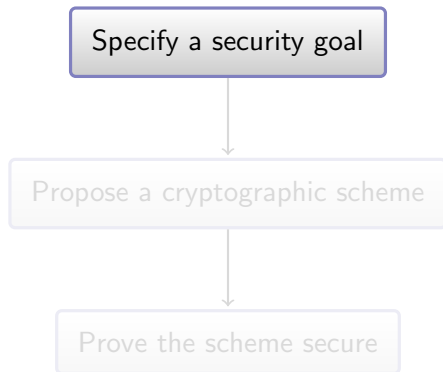 Specify a security goal
Propose a cryptographic scheme
Prove the scheme secure